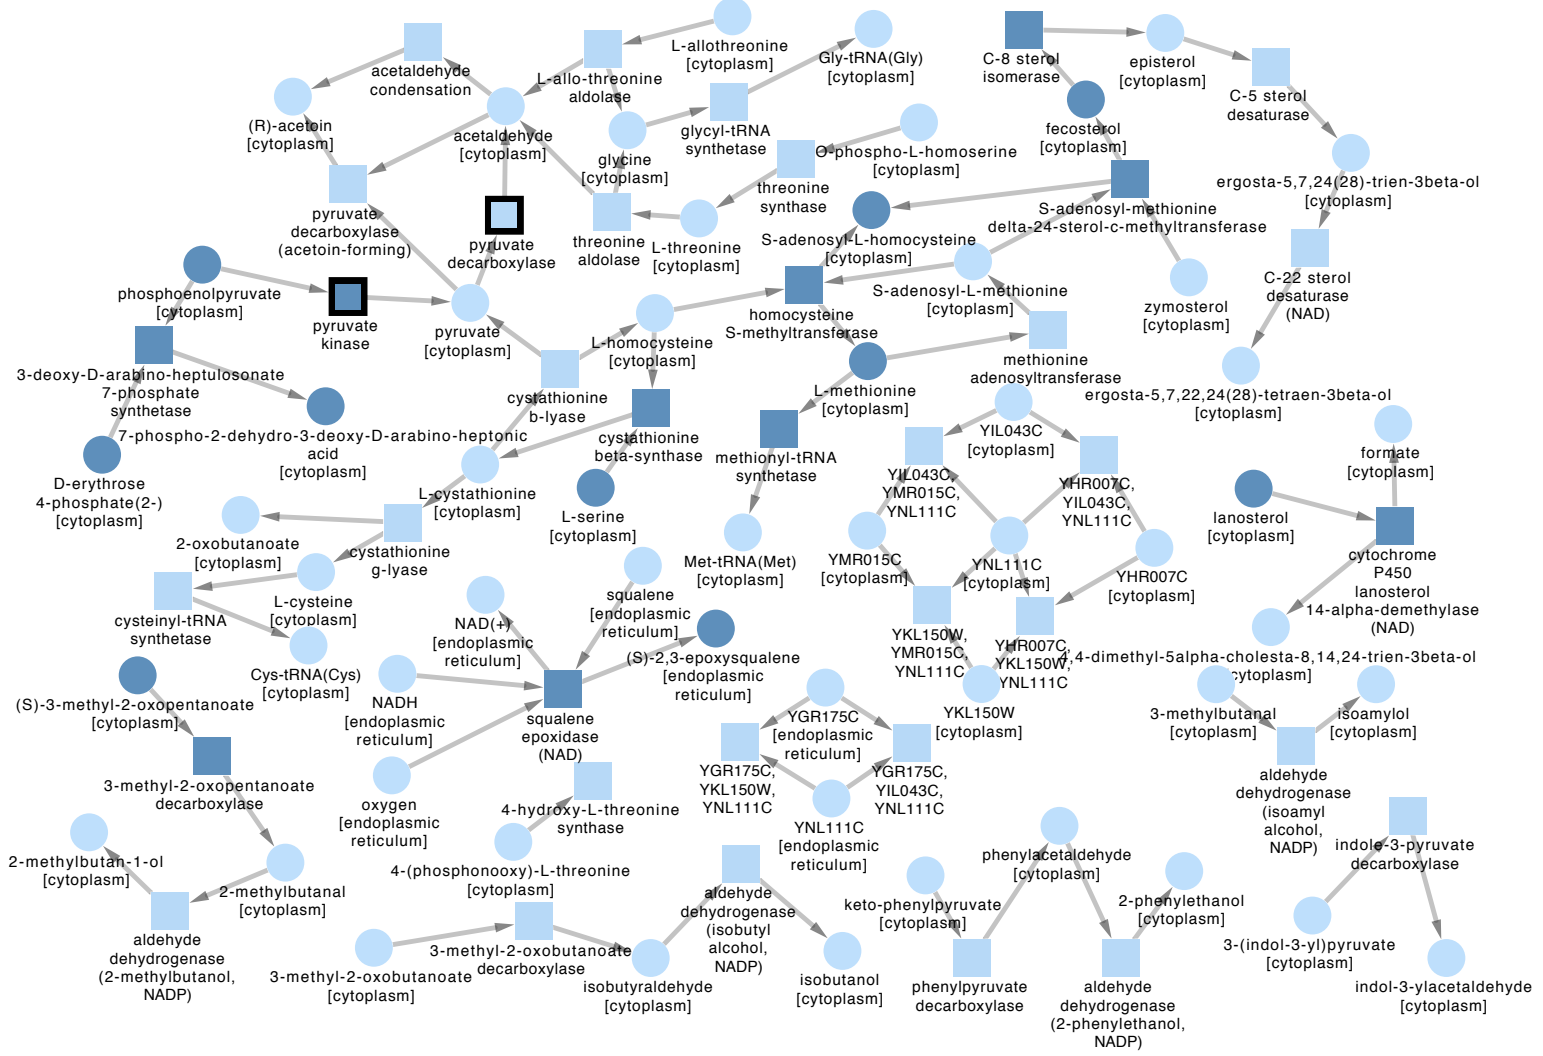 L-allothreonine
[cytoplasm]
Gly-tRNA(Gly)
[cytoplasm]
C-8 sterol
isomerase
episterol
[cytoplasm]
acetaldehyde
condensation
L-allo-threonine
aldolase
C-5 sterol
desaturase
(R)-acetoin
[cytoplasm]
acetaldehyde
[cytoplasm]
glycine
[cytoplasm]
glycyl-tRNA
synthetase
O-phospho-L-homoserine
[cytoplasm]
fecosterol
[cytoplasm]
ergosta-5,7,24(28)-trien-3beta-ol
[cytoplasm]
pyruvate
decarboxylase
(acetoin-forming)
pyruvate
decarboxylase
threonine
aldolase
L-threonine
[cytoplasm]
threonine
synthase
S-adenosyl-L-homocysteine
[cytoplasm]
S-adenosyl-methionine
delta-24-sterol-c-methyltransferase
C-22 sterol
desaturase
(NAD)
phosphoenolpyruvate
[cytoplasm]
pyruvate
kinase
pyruvate
[cytoplasm]
L-homocysteine
[cytoplasm]
homocysteine
S-methyltransferase
S-adenosyl-L-methionine
[cytoplasm]
zymosterol
[cytoplasm]
3-deoxy-D-arabino-heptulosonate
7-phosphate
synthetase
cystathionine
b-lyase
L-methionine
[cytoplasm]
methionine
adenosyltransferase
ergosta-5,7,22,24(28)-tetraen-3beta-ol
[cytoplasm]
7-phospho-2-dehydro-3-deoxy-D-arabino-heptonic
acid
[cytoplasm]
cystathionine
beta-synthase
methionyl-tRNA
synthetase
YIL043C
[cytoplasm]
formate
[cytoplasm]
D-erythrose
4-phosphate(2-)
[cytoplasm]
L-cystathionine
[cytoplasm]
L-serine
[cytoplasm]
YIL043C,
YMR015C,
YNL111C
YHR007C,
YIL043C,
YNL111C
lanosterol
[cytoplasm]
2-oxobutanoate
[cytoplasm]
cystathionine
g-lyase
Met-tRNA(Met)
[cytoplasm]
YMR015C
[cytoplasm]
YNL111C
[cytoplasm]
YHR007C
[cytoplasm]
cytochrome
P450
lanosterol
14-alpha-demethylase
(NAD)
cysteinyl-tRNA
synthetase
L-cysteine
[cytoplasm]
NAD(+)
[endoplasmic
reticulum]
squalene
[endoplasmic
reticulum]
YKL150W,
YMR015C,
YNL111C
YHR007C,
YKL150W,
YNL111C
4,4-dimethyl-5alpha-cholesta-8,14,24-trien-3beta-ol
[cytoplasm]
Cys-tRNA(Cys)
[cytoplasm]
(S)-2,3-epoxysqualene
[endoplasmic
reticulum]
(S)-3-methyl-2-oxopentanoate
[cytoplasm]
NADH
[endoplasmic
reticulum]
squalene
epoxidase
(NAD)
YGR175C
[endoplasmic
reticulum]
YKL150W
[cytoplasm]
3-methylbutanal
[cytoplasm]
isoamylol
[cytoplasm]
3-methyl-2-oxopentanoate
decarboxylase
oxygen
[endoplasmic
reticulum]
4-hydroxy-L-threonine
synthase
YGR175C,
YKL150W,
YNL111C
YGR175C,
YIL043C,
YNL111C
aldehyde
dehydrogenase
(isoamyl
alcohol,
NADP)
2-methylbutan-1-ol
[cytoplasm]
2-methylbutanal
[cytoplasm]
4-(phosphonooxy)-L-threonine
[cytoplasm]
YNL111C
[endoplasmic
reticulum]
phenylacetaldehyde
[cytoplasm]
indole-3-pyruvate
decarboxylase
aldehyde
dehydrogenase
(2-methylbutanol,
NADP)
3-methyl-2-oxobutanoate
[cytoplasm]
3-methyl-2-oxobutanoate
decarboxylase
aldehyde
dehydrogenase
(isobutyl
alcohol,
NADP)
keto-phenylpyruvate
[cytoplasm]
2-phenylethanol
[cytoplasm]
3-(indol-3-yl)pyruvate
[cytoplasm]
isobutyraldehyde
[cytoplasm]
isobutanol
[cytoplasm]
phenylpyruvate
decarboxylase
aldehyde
dehydrogenase
(2-phenylethanol,
NADP)
indol-3-ylacetaldehyde
[cytoplasm]